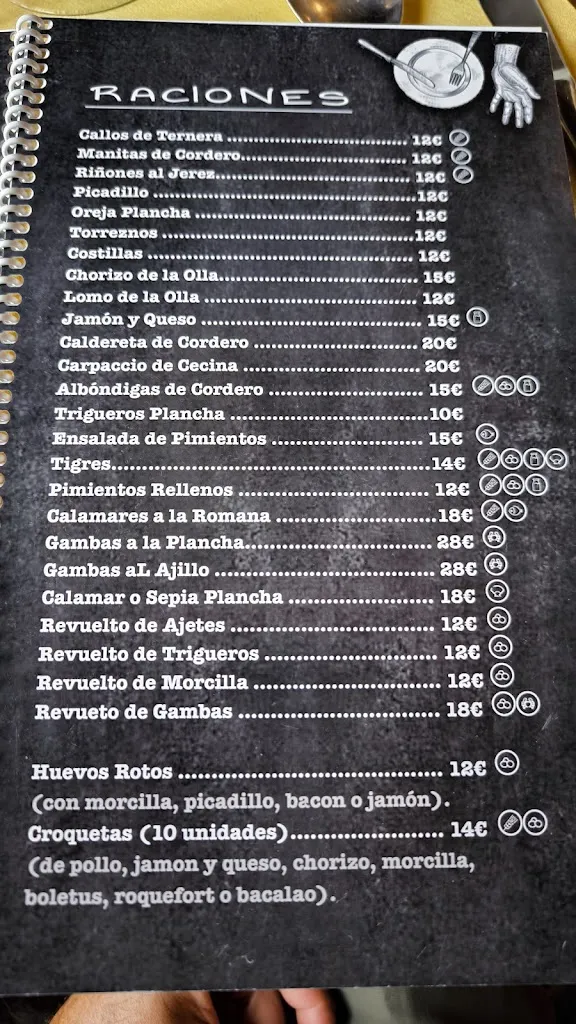 RACIONES
Callos de Ternera ........................................ 12€
Manitas de Cordero..................................... 12€
Riñones al Jerez........................................... 12€
Picadillo ......................................................12€
Oreja Plancha ............................................. 12€
Torreznos ....................................................12€
Costillas ...................................................... 12€
Chorizo de la Olla........................................ 15€
Lomo de la Olla ........................................... 12€
Jamón y Queso ............................................ 15€
Caldereta de Cordero .................................. 20€
Carpaccio de Cecina .................................... 20€
Albóndigas de Cordero ................................ 15€
Trigueros Plancha ....................................... 10€
Ensalada de Pimientos ................................ 15€
Tigres...........................................................14€
Pimientos Rellenos ..................................... 12€
Calamares a la Romana ...............................18€
Gambas a la Plancha.................................... 28€
Gambas aL Ajillo ......................................... 28€
Calamar o Sepia Plancha ............................. 18€
Revuelto de Ajetes ...................................... 12€
Revuelto de Trigueros ................................. 12€
Revuelto de Morcilla ................................... 12€
Revueto de Gambas ..................................... 18€
Huevos Rotos ............................................... 12€
(con morcilla, picadillo, bacon o jamón).
Croquetas (10 unidades)............................. 14€
(de pollo, jamon y queso, chorizo, morcilla,
boletus, roquefort o bacalao).